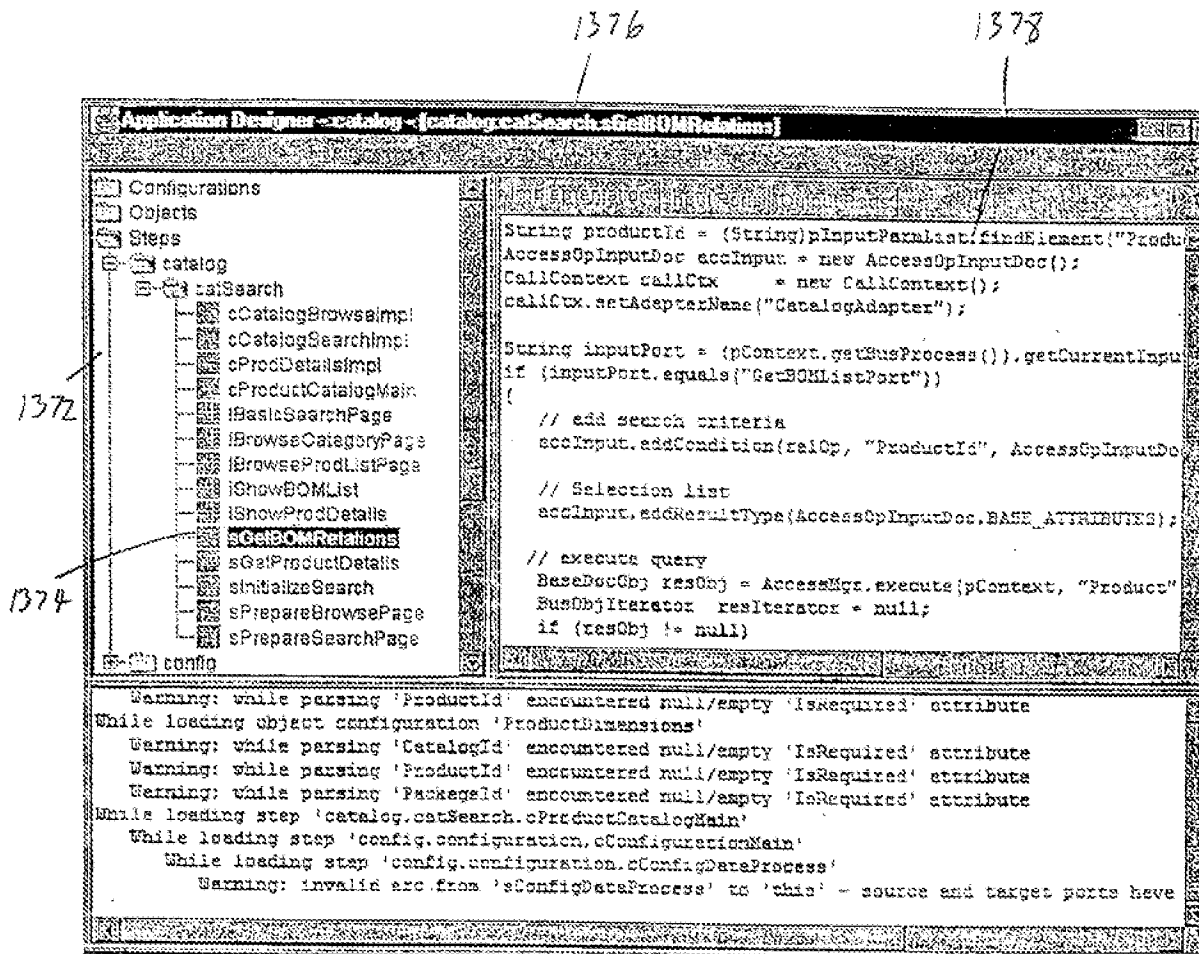 1376
1378
Application Designer - catalog - [catalog.catSearch.sGetBOMRelations]
Configurations
Objects
Steps
catalog
catSearch
cCatalogBrowseImpl
cCatalogSearchImpl
cProdDetailsImpl
cProductCatalogMain
iBasicSearchPage
iBrowseCategoryPage
iBrowseProdListPage
iShowBOMList
iShowProdDetails
sGetBOMRelations
sGetProductDetails
sInitializeSearch
sPrepareBrowsePage
sPrepareSearchPage
config
1372
1374
String productId = (String)pInputParmList.findElement("Produ
AccessOpInputDoc accInput = new AccessOpInputDoc();
CallContext callCtx = new CallContext();
callCtx.setAdapterName("CatalogAdapter");
String inputPort = (pContext.getBusProcess()).getCurrentInpu
if (inputPort.equals("GetBOMListPort"))
{
// add search criteria
accInput.addCondition(relOp, "ProductId", AccessOpInputDo
// Selection list
accInput.addResultType(AccessOpInputDoc.BASE_ATTRIBUTES);
// execute query
BaseDocObj resObj = AccessMgr.execute(pContext, "Product"
BusObjIterator resIterator = null;
if (resObj != null)
Warning: while parsing 'ProductId' encountered null/empty 'IsRequired' attribute
While loading object configuration 'ProductDimensions'
Warning: while parsing 'CatalogId' encountered null/empty 'IsRequired' attribute
Warning: while parsing 'ProductId' encountered null/empty 'IsRequired' attribute
Warning: while parsing 'PackageId' encountered null/empty 'IsRequired' attribute
While loading step 'catalog.catSearch.cProductCatalogMain'
While loading step 'config.configuration.cConfigurationMain'
While loading step 'config.configuration.cConfigDataProcess'
Warning: invalid arc from 'sConfigDataProcess' to 'this' - source and target ports have